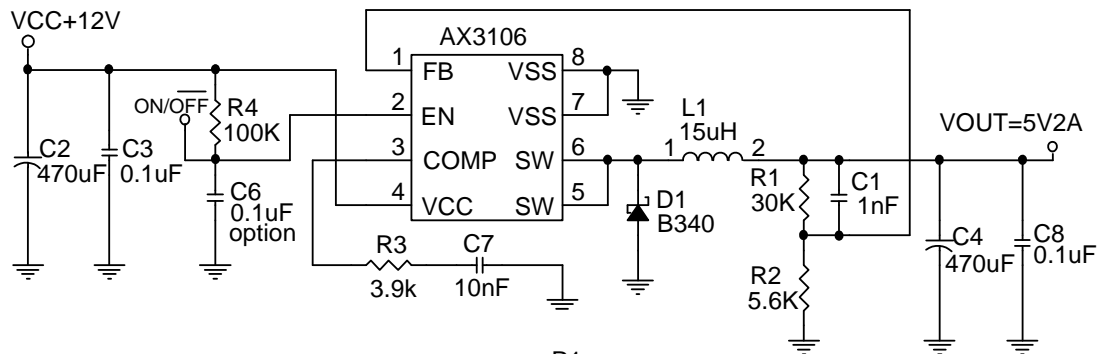 VCC+12V
AX3106
1
FB
VSS
8
ON/OFF
R4
100K
2
EN
VSS
7
L1
15uH
VOUT=5V2A
C2
470uF
C3
0.1uF
3
COMP
SW
6
1
2
C6
0.1uF
option
4
VCC
SW
5
D1
B340
R1
30K
C1
1nF
R3
3.9k
C7
10nF
R2
5.6K
C4
470uF
C8
0.1uF